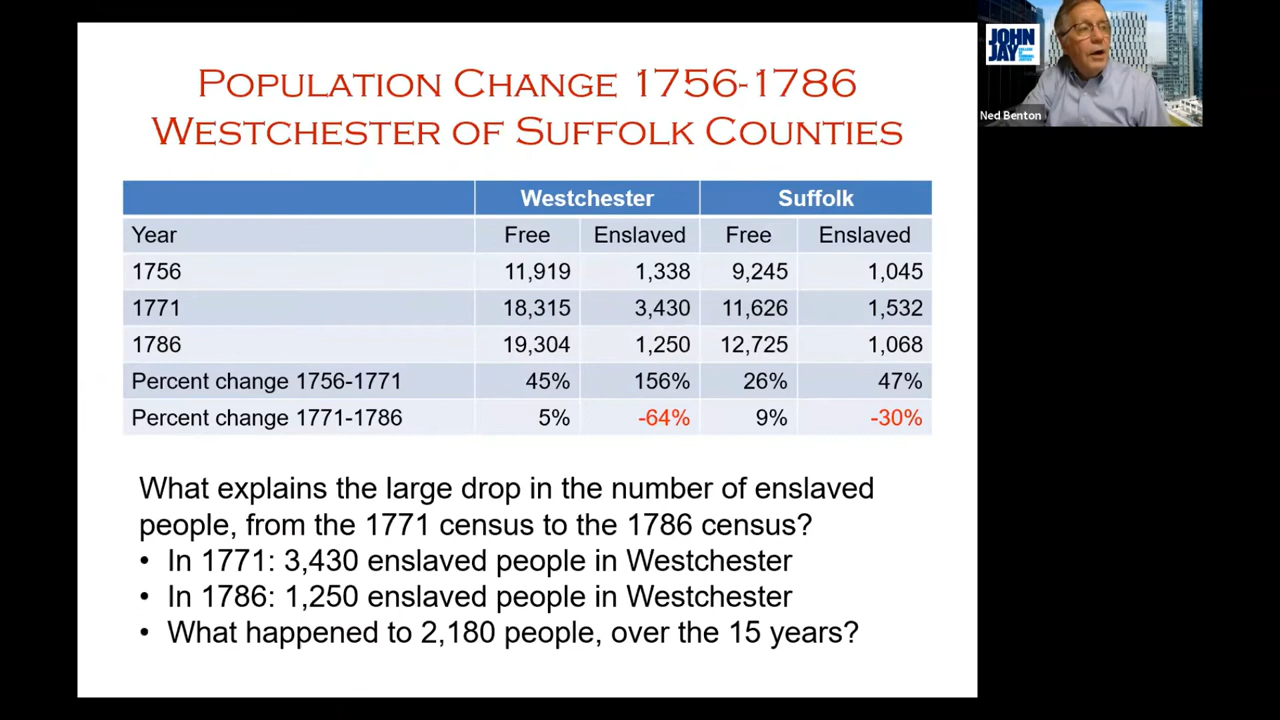 POPULATION CHANGE 1756-1786
WESTCHESTER OF SUFFOLK COUNTIES
Westchester Suffolk
Year Free Enslaved Free Enslaved
1756 11,919 1,338 9,245 1,045
1771 18,315 3,430 11,626 1,532
1786 19,304 1,250 12,725 1,068
Percent change 1756-1771 45% 156% 26% 47%
Percent change 1771-1786 5% -64% 9% -30%
What explains the large drop in the number of enslaved
people, from the 1771 census to the 1786 census?
• In 1771: 3,430 enslaved people in Westchester
• In 1786: 1,250 enslaved people in Westchester
• What happened to 2,180 people, over the 15 years?
JOHN
JAY
COLLEGE
OF
CRIMINAL
JUSTICE
Ned Benton